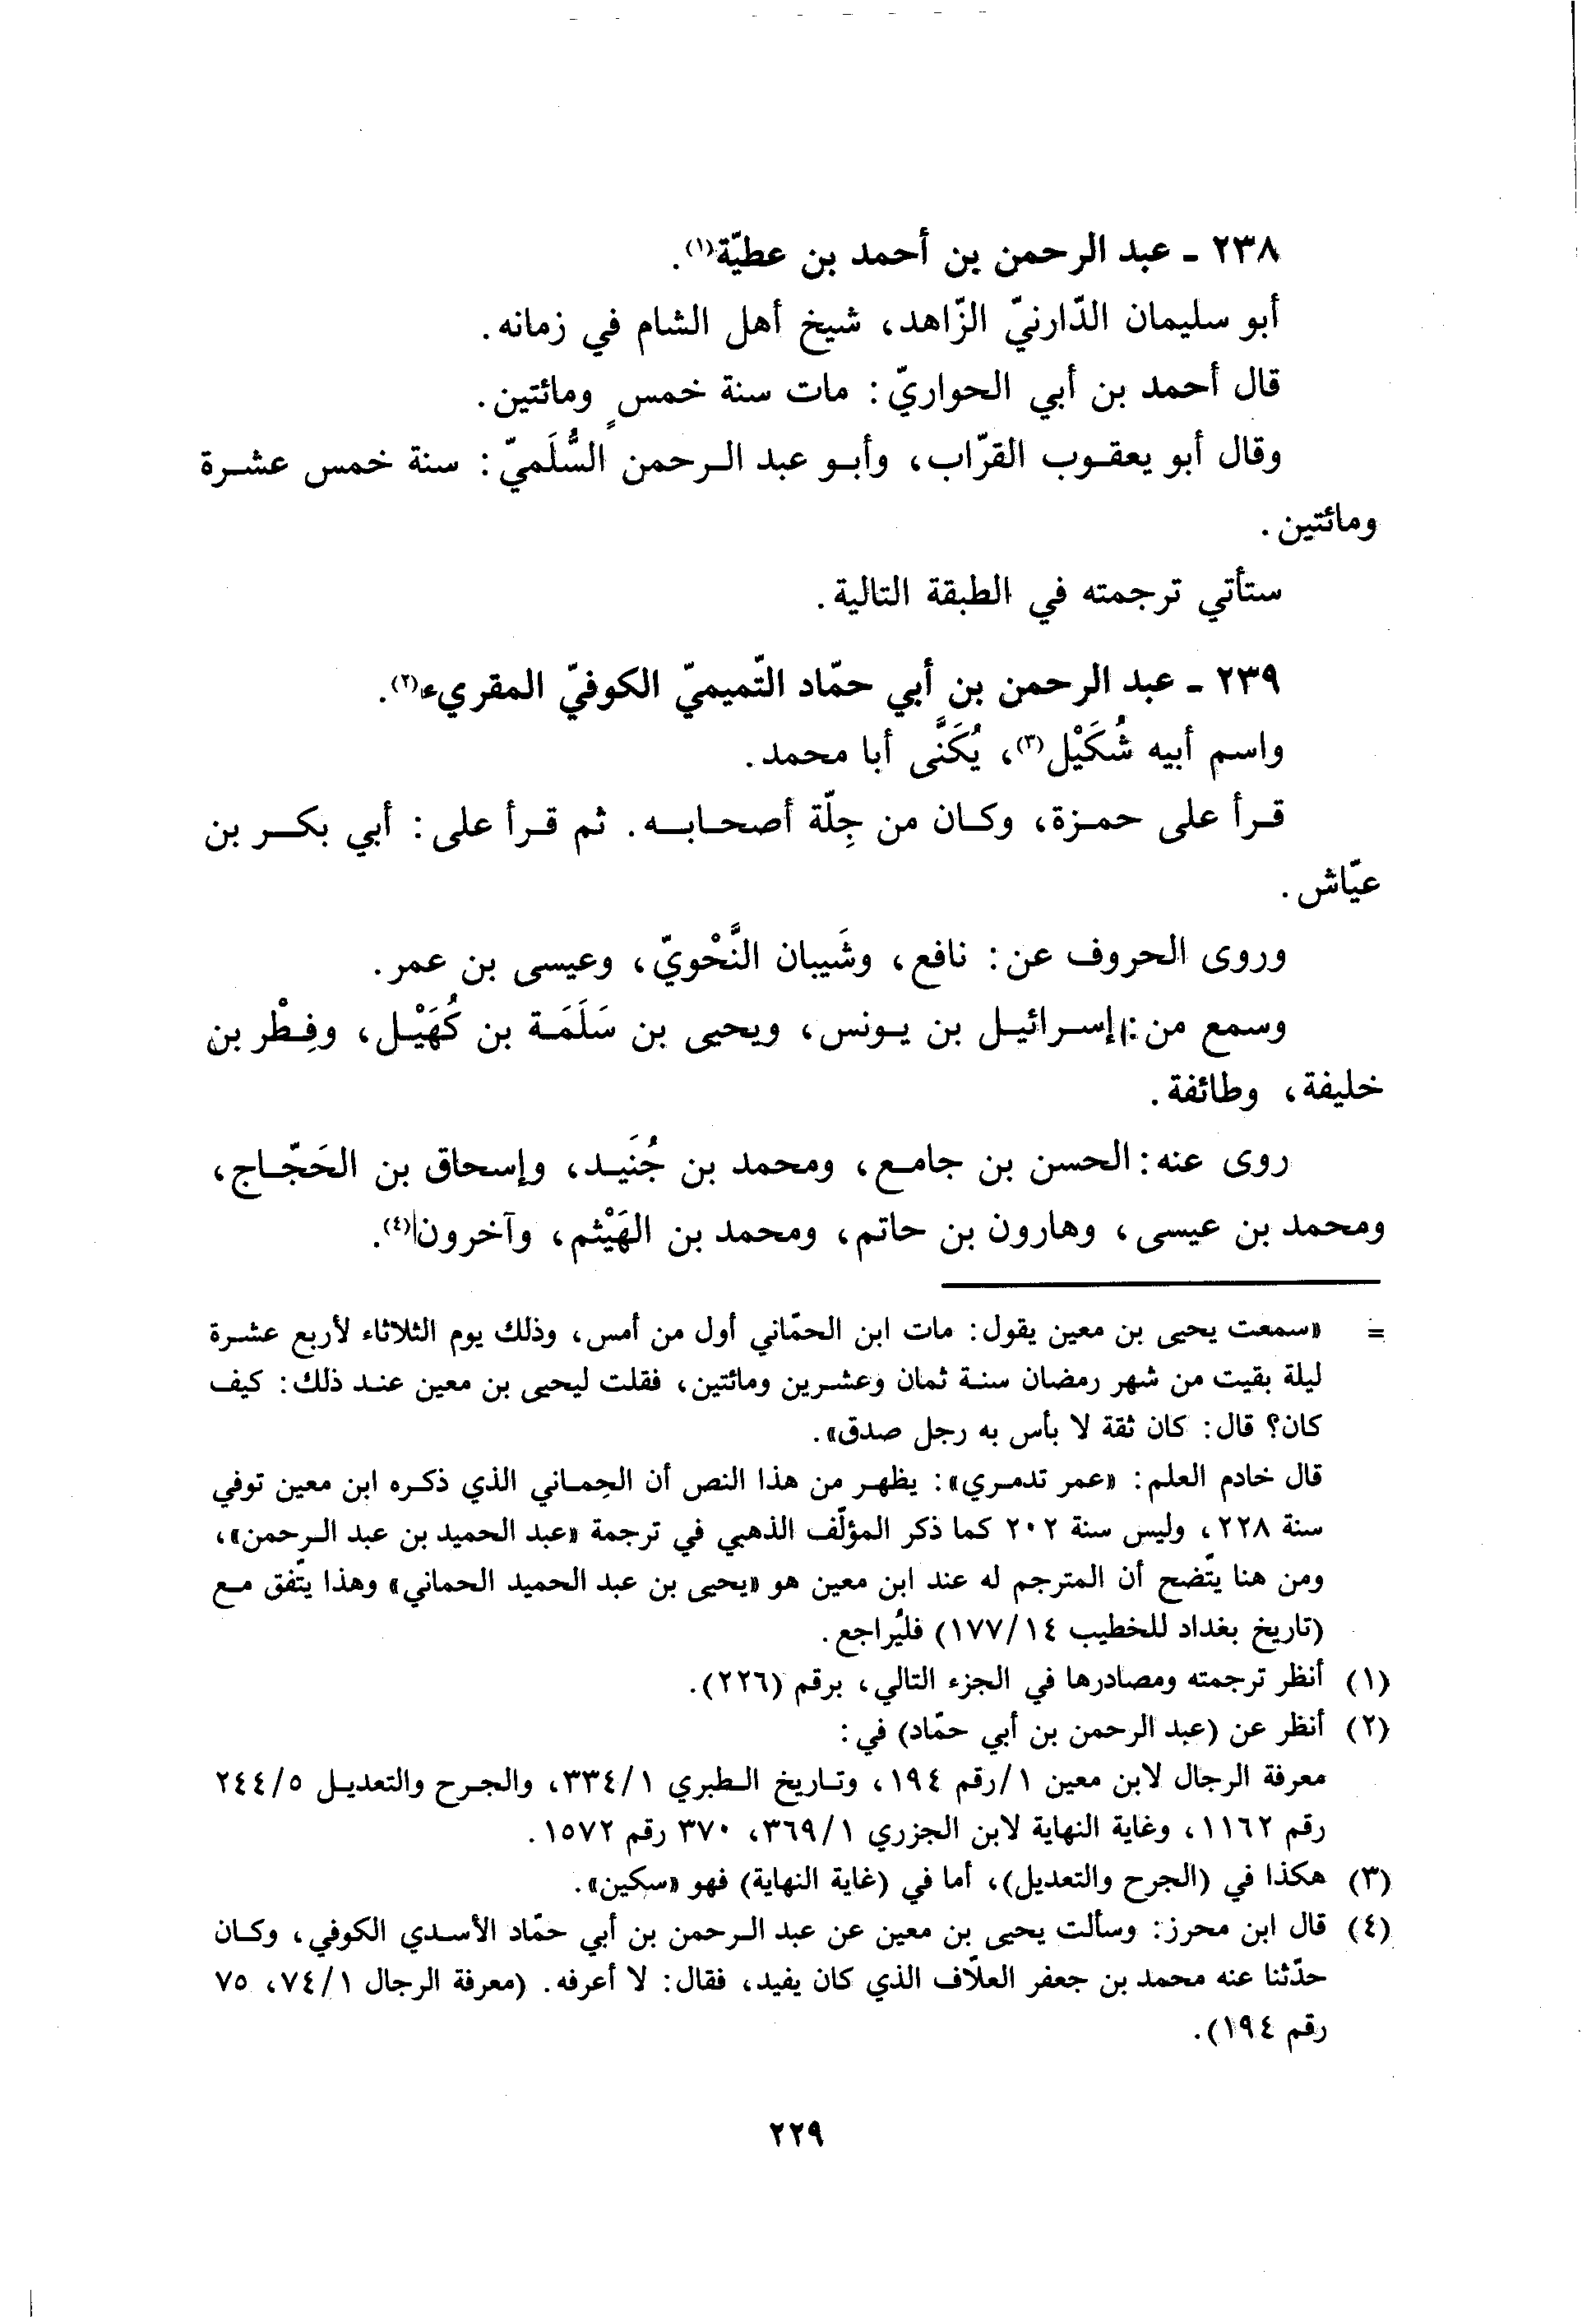 ٢٣٨ ـ عبد الرحمن بن أحمد بن عطيّة(١).
أبو سليمان الدّارنيّ الزّاهد، شيخ أهل الشام في زمانه.
قال أحمد بن أبي الحواريّ: مات سنة خمسٍ ومائتين.
وقال أبو يعقوب القرّاب، وأبو عبد الرحمن السُّلَميّ: سنة خمس عشرة
ومائتين.
ستأتي ترجمته في الطبقة التالية.
٢٣٩ ـ عبد الرحمن بن أبي حمّاد التّميميّ الكوفيّ المقريء(٢).
واسم أبيه شُكَيْل(٣)، يُكَنَّى أبا محمد.
قرأ على حمزة، وكان من جِلّة أصحابه. ثم قرأ على: أبي بكر بن
عيّاش.
وروى الحروف عن: نافع، وشَيبان النَّحْويّ، وعيسى بن عمر.
وسمع من: إسرائيل بن يونس، ويحيى بن سَلَمَة بن كُهَيْل، وفِطْر بن
خليفة، وطائفة.
روى عنه: الحسن بن جامع، ومحمد بن جُنَيد، وإسحاق بن الحَجّاج،
ومحمد بن عيسى، وهارون بن حاتم، ومحمد بن الهَيْثم، وآخرون(٤).
= «سمعت يحيى بن معين يقول: مات ابن الحمّاني أول من أمس، وذلك يوم الثلاثاء لأربع عشرة
ليلة بقيت من شهر رمضان سنة ثمان وعشرين ومائتين، فقلت ليحيى بن معين عند ذلك: كيف
كان؟ قال: كان ثقة لا بأس به رجل صدق».
قال خادم العلم: «عمر تدمري»: يظهر من هذا النص أن الحِماني الذي ذكره ابن معين توفي
سنة ٢٢٨، وليس سنة ٢٠٢ كما ذكر المؤلّف الذهبي في ترجمة «عبد الحميد بن عبد الرحمن»،
ومن هنا يتّضح أن المترجم له عند ابن معين هو «يحيى بن عبد الحميد الحماني» وهذا يتّفق مع
(تاريخ بغداد للخطيب ١٤/١٧٧) فليُراجع.
(١) أنظر ترجمته ومصادرها في الجزء التالي، برقم (٢٢٦).
(٢) أنظر عن (عبد الرحمن بن أبي حمّاد) في:
معرفة الرجال لابن معين ١/رقم ١٩٤، وتاريخ الطبري ١/٣٣٤، والجرح والتعديل ٥/٢٤٤
رقم ١١٦٢، وغاية النهاية لابن الجزري ١/٣٦٩، ٣٧٠ رقم ١٥٧٢.
(٣) هكذا في (الجرح والتعديل)، أما في (غاية النهاية) فهو «سكين».
(٤) قال ابن محرز: وسألت يحيى بن معين عن عبد الرحمن بن أبي حمّاد الأسدي الكوفي، وكان
حدّثنا عنه محمد بن جعفر العلاّف الذي كان يفيد، فقال: لا أعرفه. (معرفة الرجال ١/٧٤، ٧٥
رقم ١٩٤).
٢٢٩